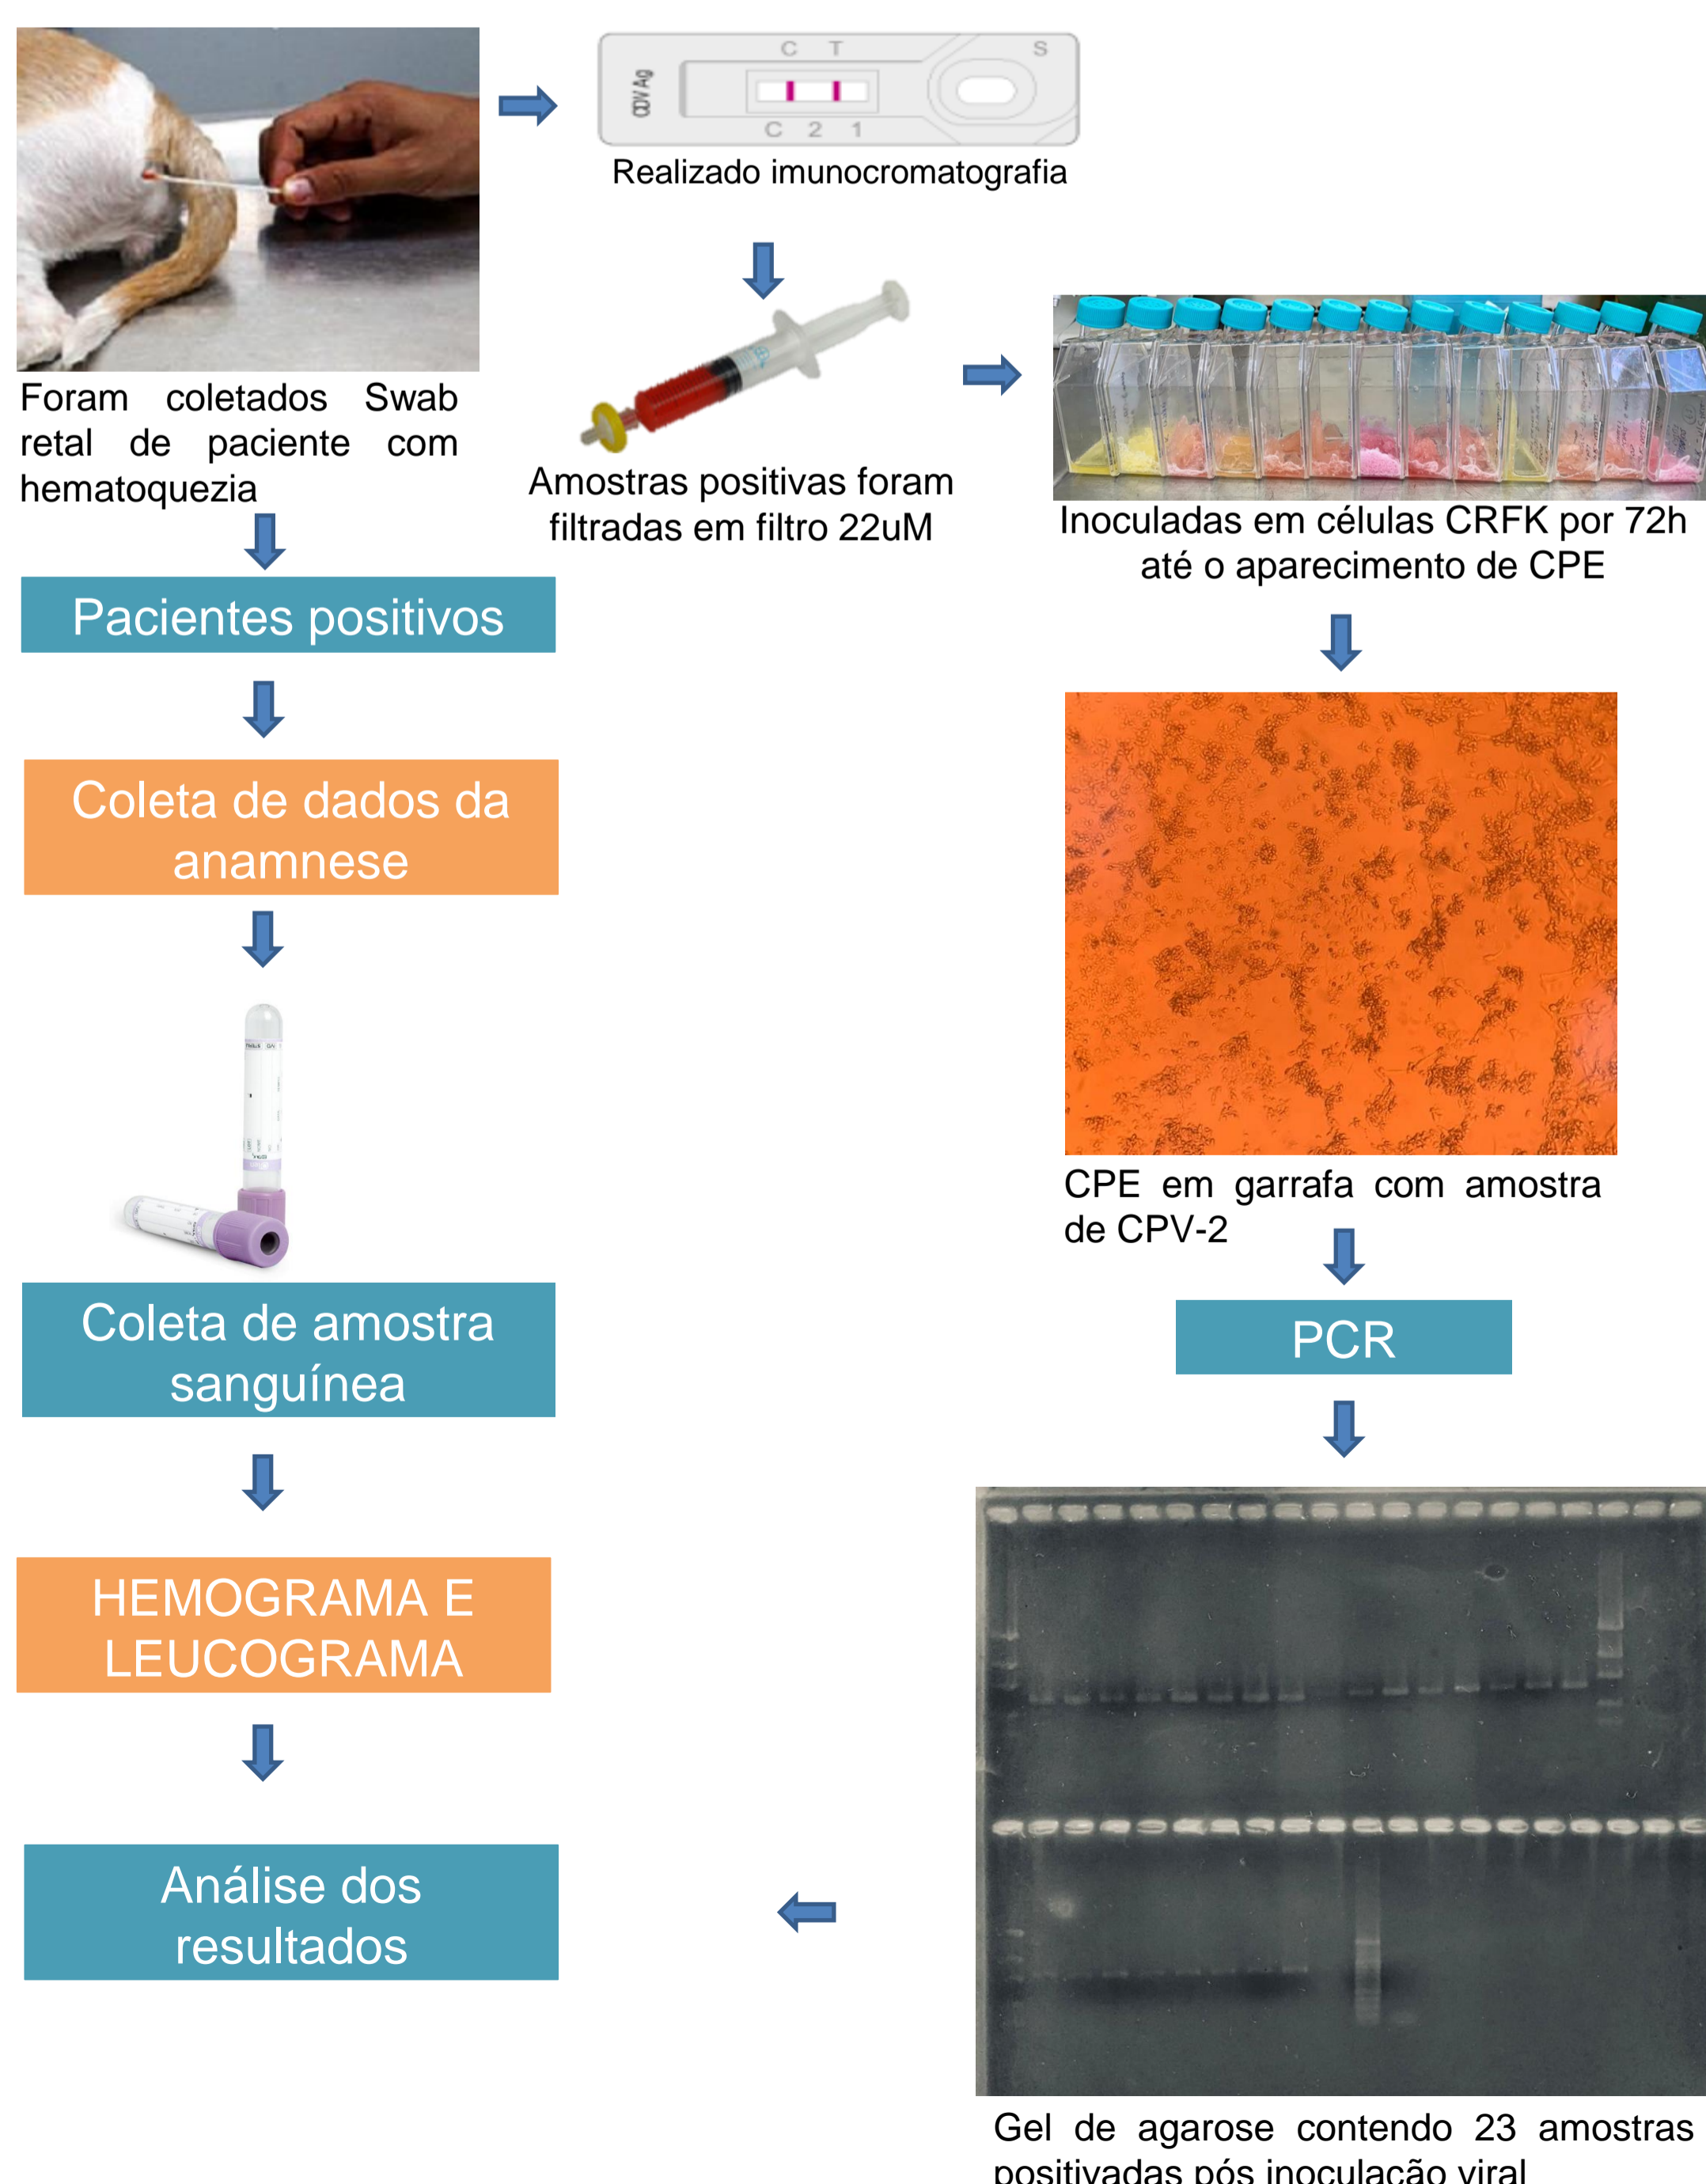 C T S
CDV Ag
C 2 1
Realizado imunocromatografia
Foram coletados Swab
retal de paciente com
hematoquezia
Amostras positivas foram
filtradas em filtro 22uM
Inoculadas em células CRFK por 72h
até o aparecimento de CPE
Pacientes positivos
Coleta de dados da
anamnese
CPE em garrafa com amostra
de CPV-2
Coleta de amostra
sanguínea
PCR
HEMOGRAMA E
LEUCOGRAMA
Análise dos
resultados
Gel de agarose contendo 23 amostras
positivadas pós inoculação viral